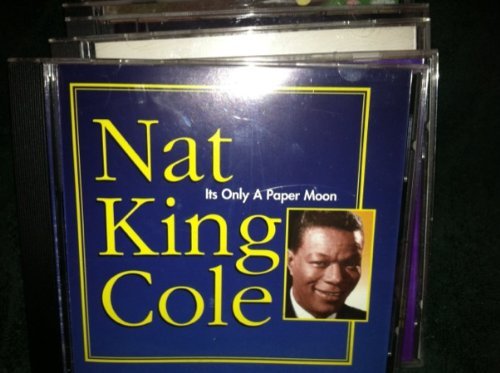 Nat
Its Only A Paper Moon
King
Cole